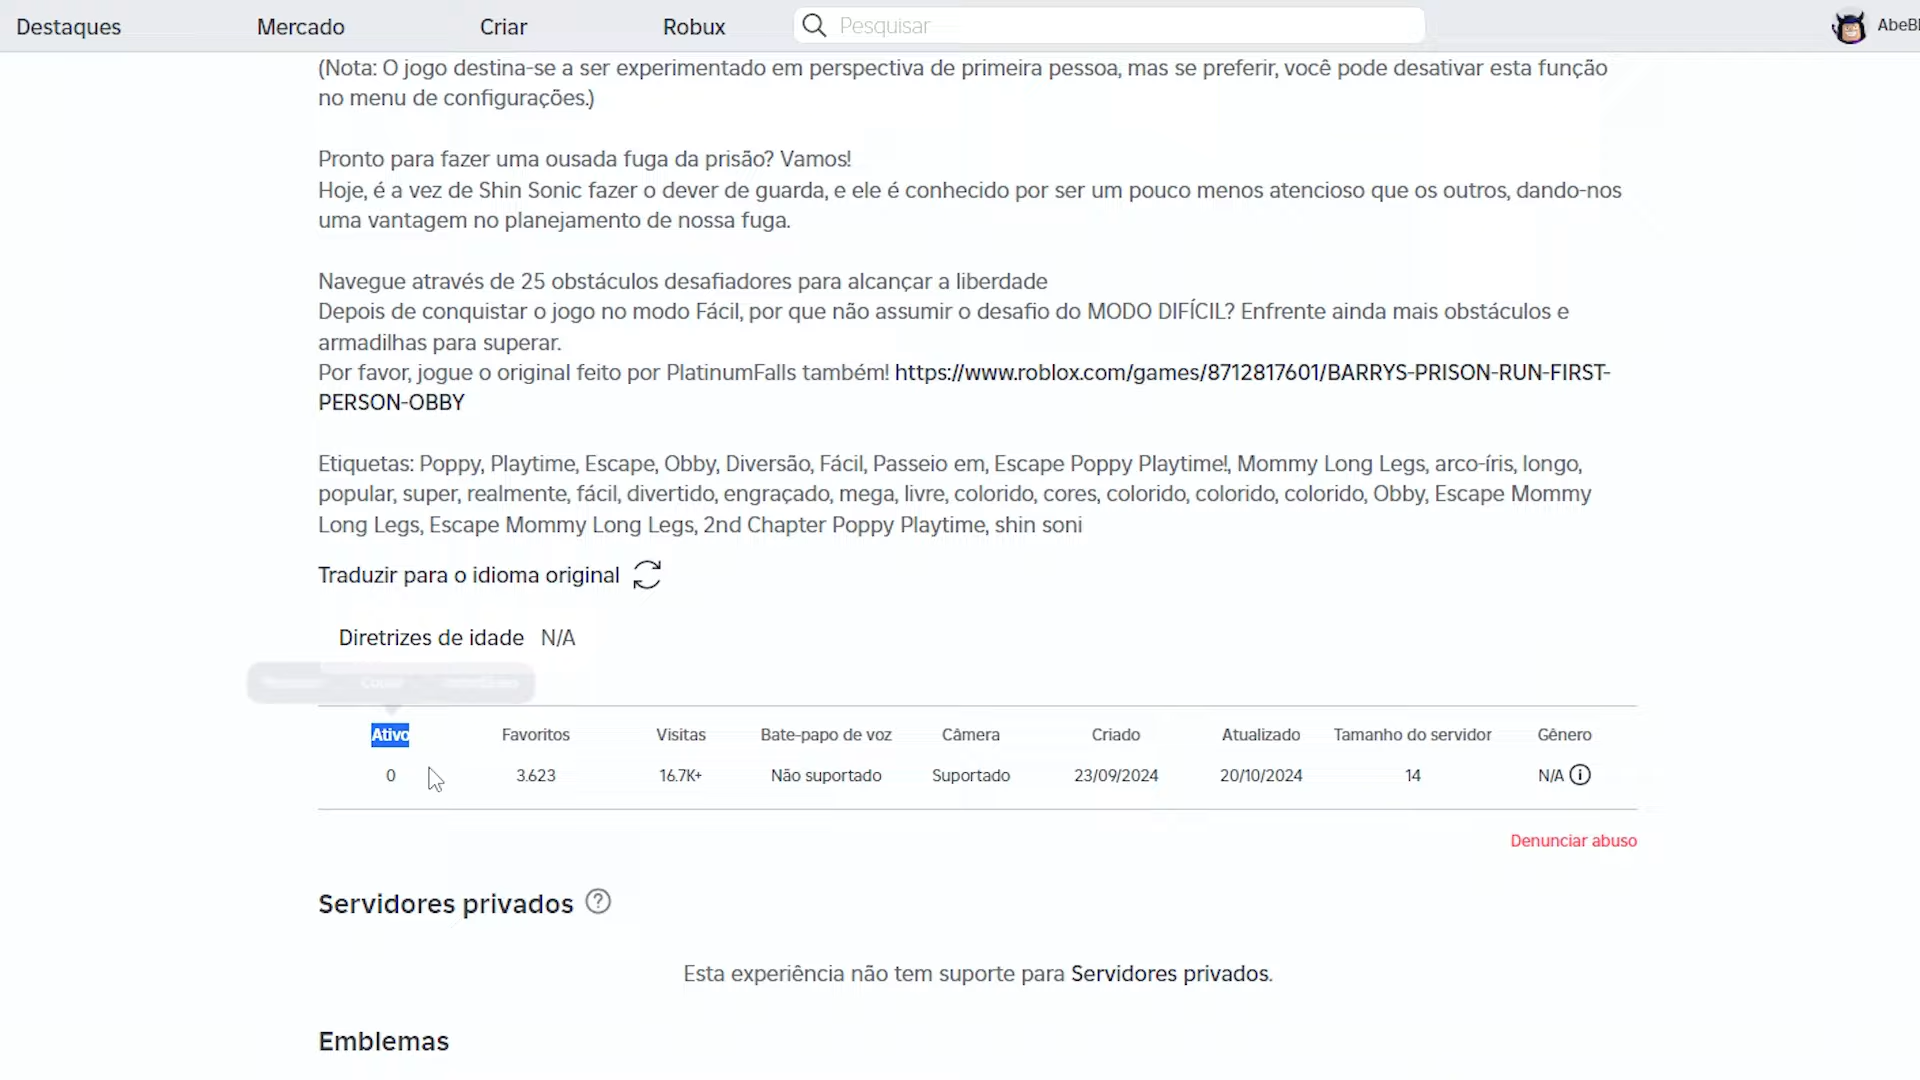 Destaques Mercado Criar Robux Pesquisar AbeBl
(Nota: O jogo destina-se a ser experimentado em perspectiva de primeira pessoa, mas se preferir, você pode desativar esta função
no menu de configurações.)
Pronto para fazer uma ousada fuga da prisão? Vamos!
Hoje, é a vez de Shin Sonic fazer o dever de guarda, e ele é conhecido por ser um pouco menos atencioso que os outros, dando-nos
uma vantagem no planejamento de nossa fuga.
Navegue através de 25 obstáculos desafiadores para alcançar a liberdade
Depois de conquistar o jogo no modo Fácil, por que não assumir o desafio do MODO DIFÍCIL? Enfrente ainda mais obstáculos e
armadilhas para superar.
Por favor, jogue o original feito por PlatinumFalls também! https://www.roblox.com/games/8712817601/BARRYS-PRISON-RUN-FIRST-
PERSON-OBBY
Etiquetas: Poppy, Playtime, Escape, Obby, Diversão, Fácil, Passeio em, Escape Poppy Playtime!, Mommy Long Legs, arco-íris, longo,
popular, super, realmente, fácil, divertido, engraçado, mega, livre, colorido, cores, colorido, colorido, colorido, Obby, Escape Mommy
Long Legs, Escape Mommy Long Legs, 2nd Chapter Poppy Playtime, shin soni
Traduzir para o idioma original
Diretrizes de idade N/A
Ativo Favoritos Visitas Bate-papo de voz Câmera Criado Atualizado Tamanho do servidor Gênero
0 3.623 16.7K+ Não suportado Suportado 23/09/2024 20/10/2024 14 N/A
Denunciar abuso
Servidores privados
Esta experiência não tem suporte para Servidores privados.
Emblemas